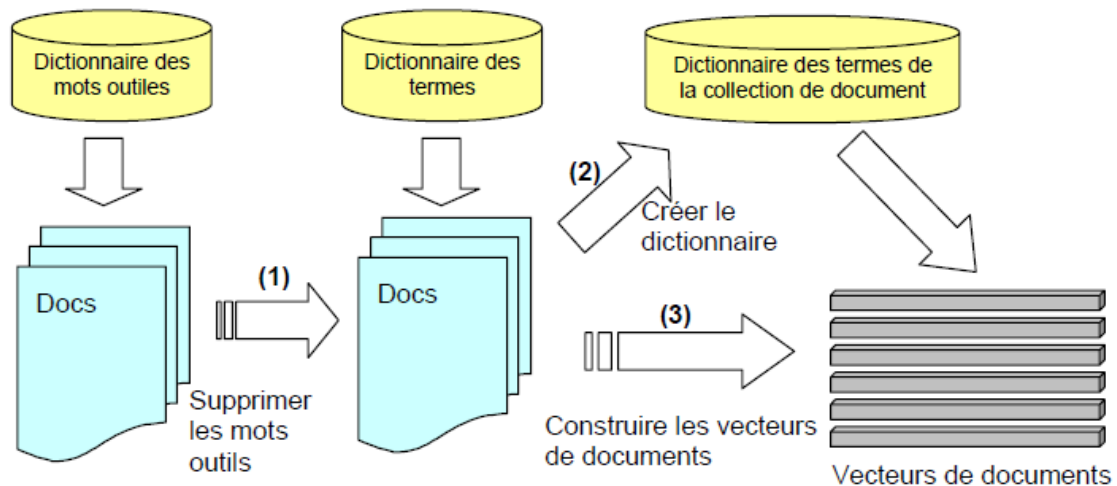 Dictionnaire des
mots outiles
Dictionnaire des
termes
Dictionnaire des termes de
la collection de document
(2)
Créer le
dictionnaire
Docs
(1)
Docs
(3)
Supprimer
les mots
outils
Construire les vecteurs
de documents
Vecteurs de documents